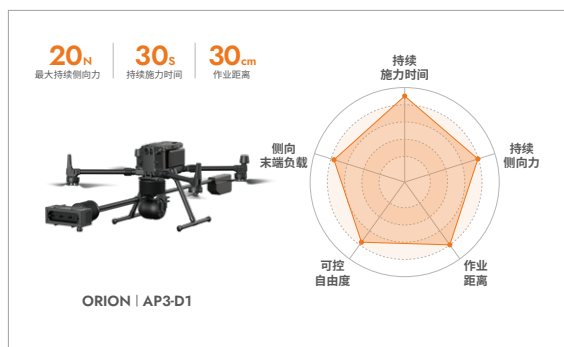 20N
最大持续侧向力
30S
持续施力时间
30cm
作业距离
持续
施力时间
持续
侧向力
作业
距离
可控
自由度
侧向
末端负载
ORION | AP3-D1